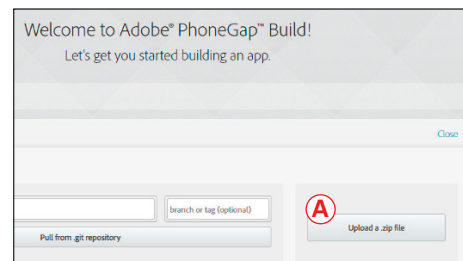 Welcome to Adobe® PhoneGap™ Build!
Let's get you started building an app.
Close
branch or tag (optional)
A
Pull from .git repository
Upload a .zip file